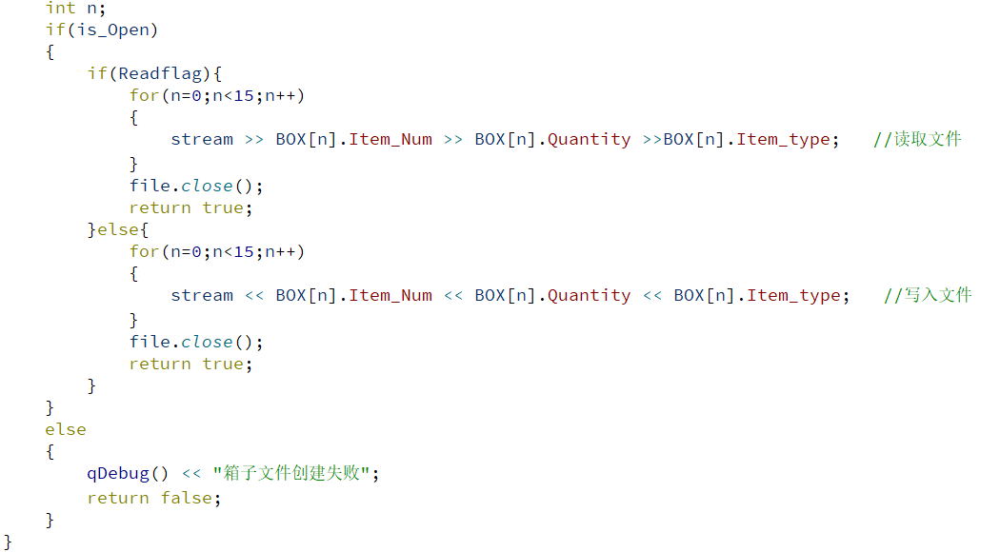 int n;
if(is_Open)
{
if(Readflag){
for(n=0;n<15;n++)
{
stream >> BOX[n].Item_Num >> BOX[n].Quantity >>BOX[n].Item_type;   //读取文件
}
file.close();
return true;
}else{
for(n=0;n<15;n++)
{
stream << BOX[n].Item_Num << BOX[n].Quantity << BOX[n].Item_type;   //写入文件
}
file.close();
return true;
}
}
else
{
qDebug() << "箱子文件创建失败";
return false;
}
}